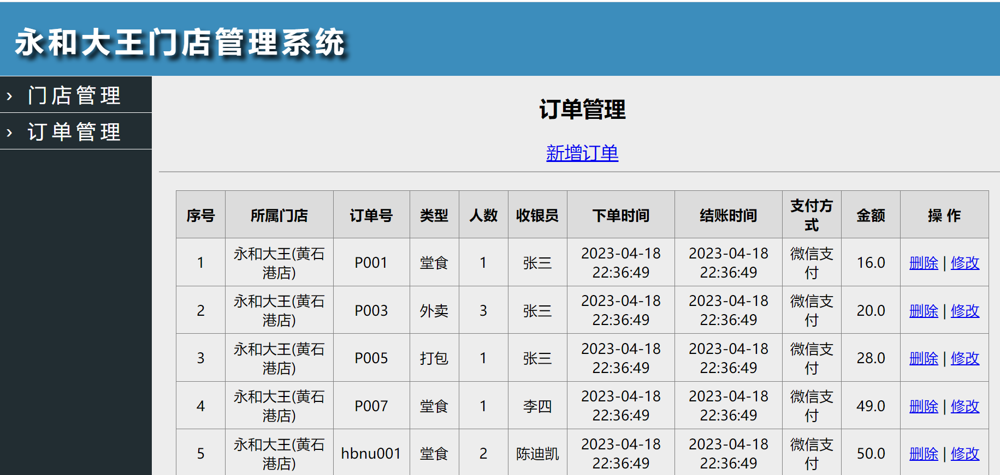 永和大王门店管理系统
› 门店管理
› 订单管理
订单管理
新增订单
序号 所属门店 订单号 类型 人数 收银员 下单时间 结账时间 支付方式 金额 操 作
1 永和大王(黄石港店) P001 堂食 1 张三 2023-04-18 22:36:49 2023-04-18 22:36:49 微信支付 16.0 删除 | 修改
2 永和大王(黄石港店) P003 外卖 3 张三 2023-04-18 22:36:49 2023-04-18 22:36:49 微信支付 20.0 删除 | 修改
3 永和大王(黄石港店) P005 打包 1 张三 2023-04-18 22:36:49 2023-04-18 22:36:49 微信支付 28.0 删除 | 修改
4 永和大王(黄石港店) P007 堂食 1 李四 2023-04-18 22:36:49 2023-04-18 22:36:49 微信支付 49.0 删除 | 修改
5 永和大王(黄石港店) hbnu001 堂食 2 陈迪凯 2023-04-18 22:36:49 2023-04-18 22:36:49 微信支付 50.0 删除 | 修改